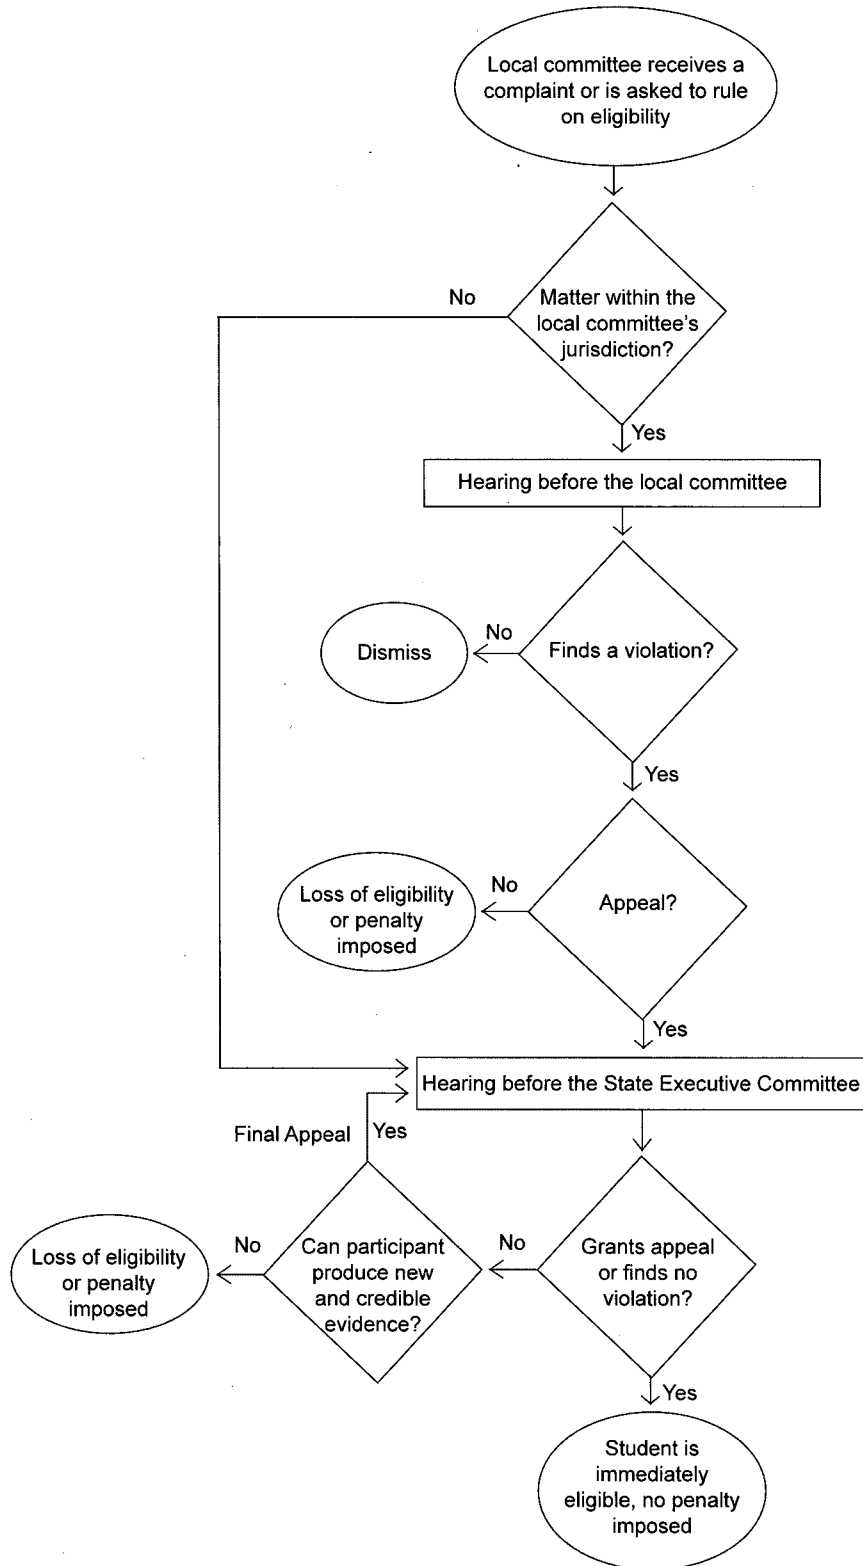 Local committee receives a
complaint or is asked to rule
on eligibility
No
Matter within the
local committee's
jurisdiction?
Yes
Hearing before the local committee
Dismiss
No
Finds a violation?
Yes
Loss of eligibility
or penalty
imposed
No
Appeal?
Yes
Hearing before the State Executive Committee
Final Appeal
Yes
Loss of eligibility
or penalty
imposed
No
Can participant
produce new
and credible
evidence?
No
Grants appeal
or finds no
violation?
Yes
Student is
immediately
eligible, no penalty
imposed